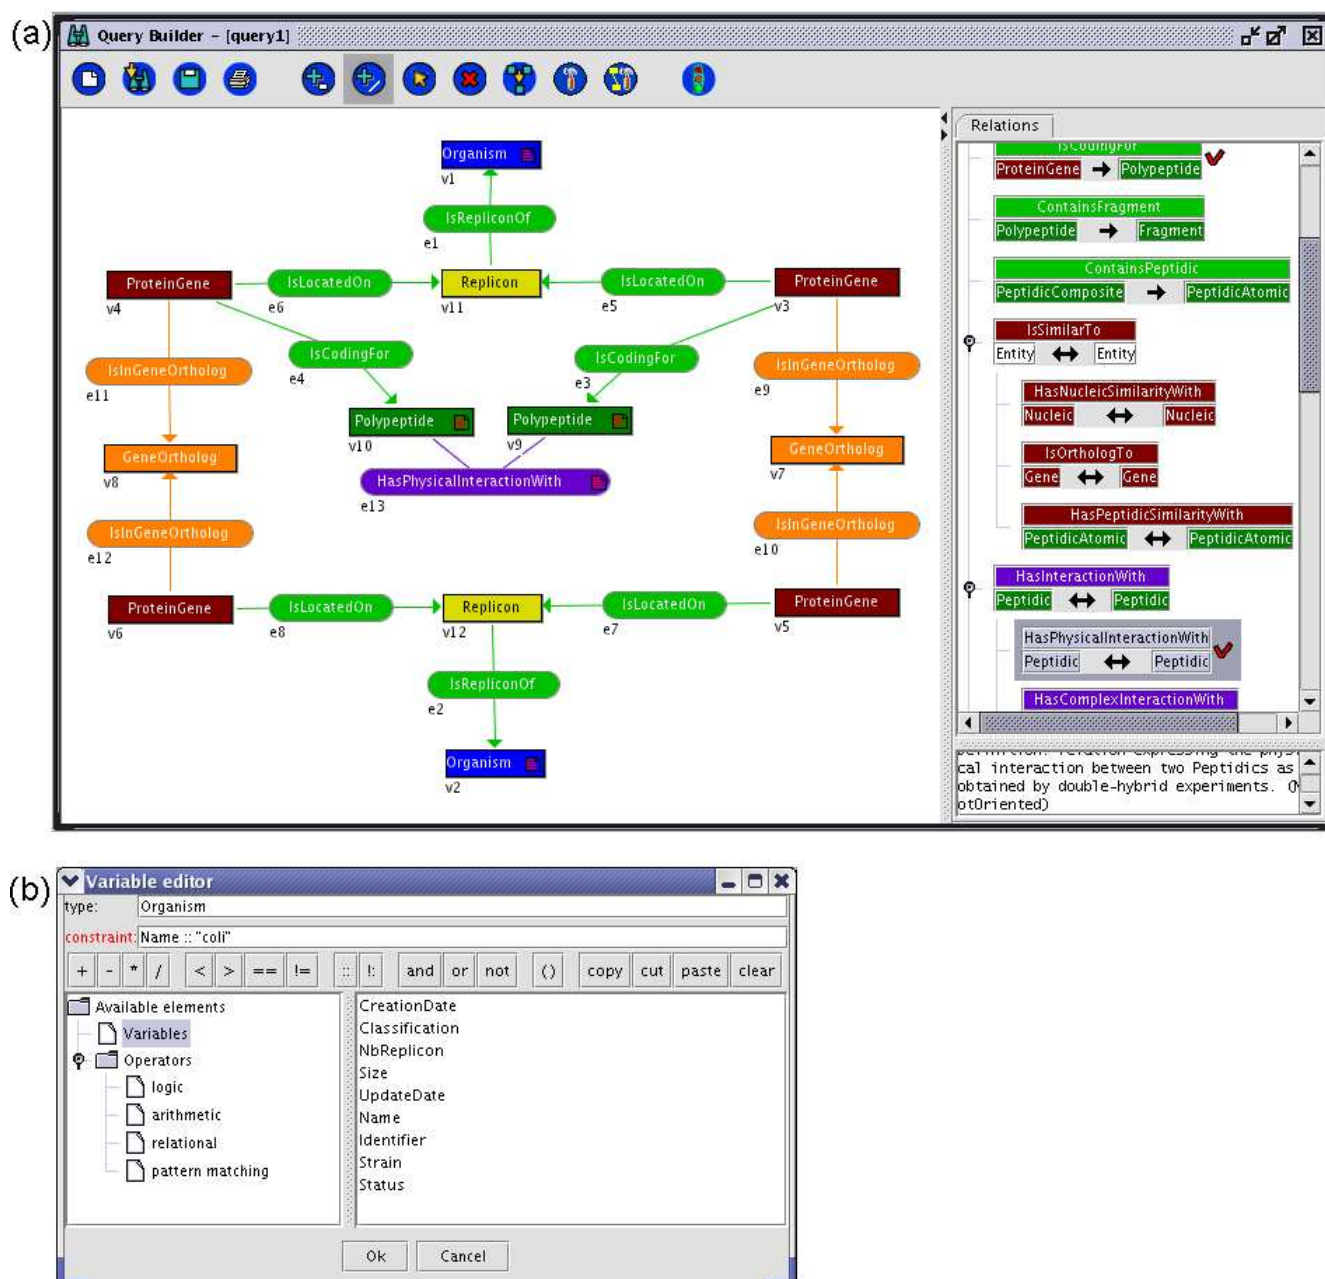 (a)
Query Builder - [query1]
Organism
v1
IsRepliconOf
e1
ProteinGene
v4
IsLocatedOn
e6
Replicon
v11
IsLocatedOn
e5
ProteinGene
v3
IsCodingFor
e4
IsCodingFor
e3
IsInGeneOrtholog
e11
IsInGeneOrtholog
e9
Polypeptide
v10
Polypeptide
v9
GeneOrtholog
v8
GeneOrtholog
v7
HasPhysicalInteractionWith
e13
IsInGeneOrtholog
e12
IsInGeneOrtholog
e10
ProteinGene
v6
IsLocatedOn
e8
Replicon
v12
IsLocatedOn
e7
ProteinGene
v5
IsRepliconOf
e2
Organism
v2
Relations
IsCodingFor
ProteinGene Polypeptide
ContainsFragment
Polypeptide Fragment
ContainsPeptidic
PeptidicComposite PeptidicAtomic
IsSimilarTo
Entity Entity
HasNucleicSimilarityWith
Nucleic Nucleic
IsOrthologTo
Gene Gene
HasPeptidicSimilarityWith
PeptidicAtomic PeptidicAtomic
HasInteractionWith
Peptidic Peptidic
HasPhysicalInteractionWith
Peptidic Peptidic
HasComplexInteractionWith
relation expressing the
cal interaction between two Peptidics as
obtained by double-hybrid experiments. (N
otOriented)
(b)
Variable editor
type: Organism
constraint: Name :: "coli"
+ - * / < > == != :: !: and or not () copy cut paste clear
Available elements
Variables
Operators
logic
arithmetic
relational
pattern matching
CreationDate
Classification
NbReplicon
Size
UpdateDate
Name
Identifier
Strain
Status
Ok Cancel